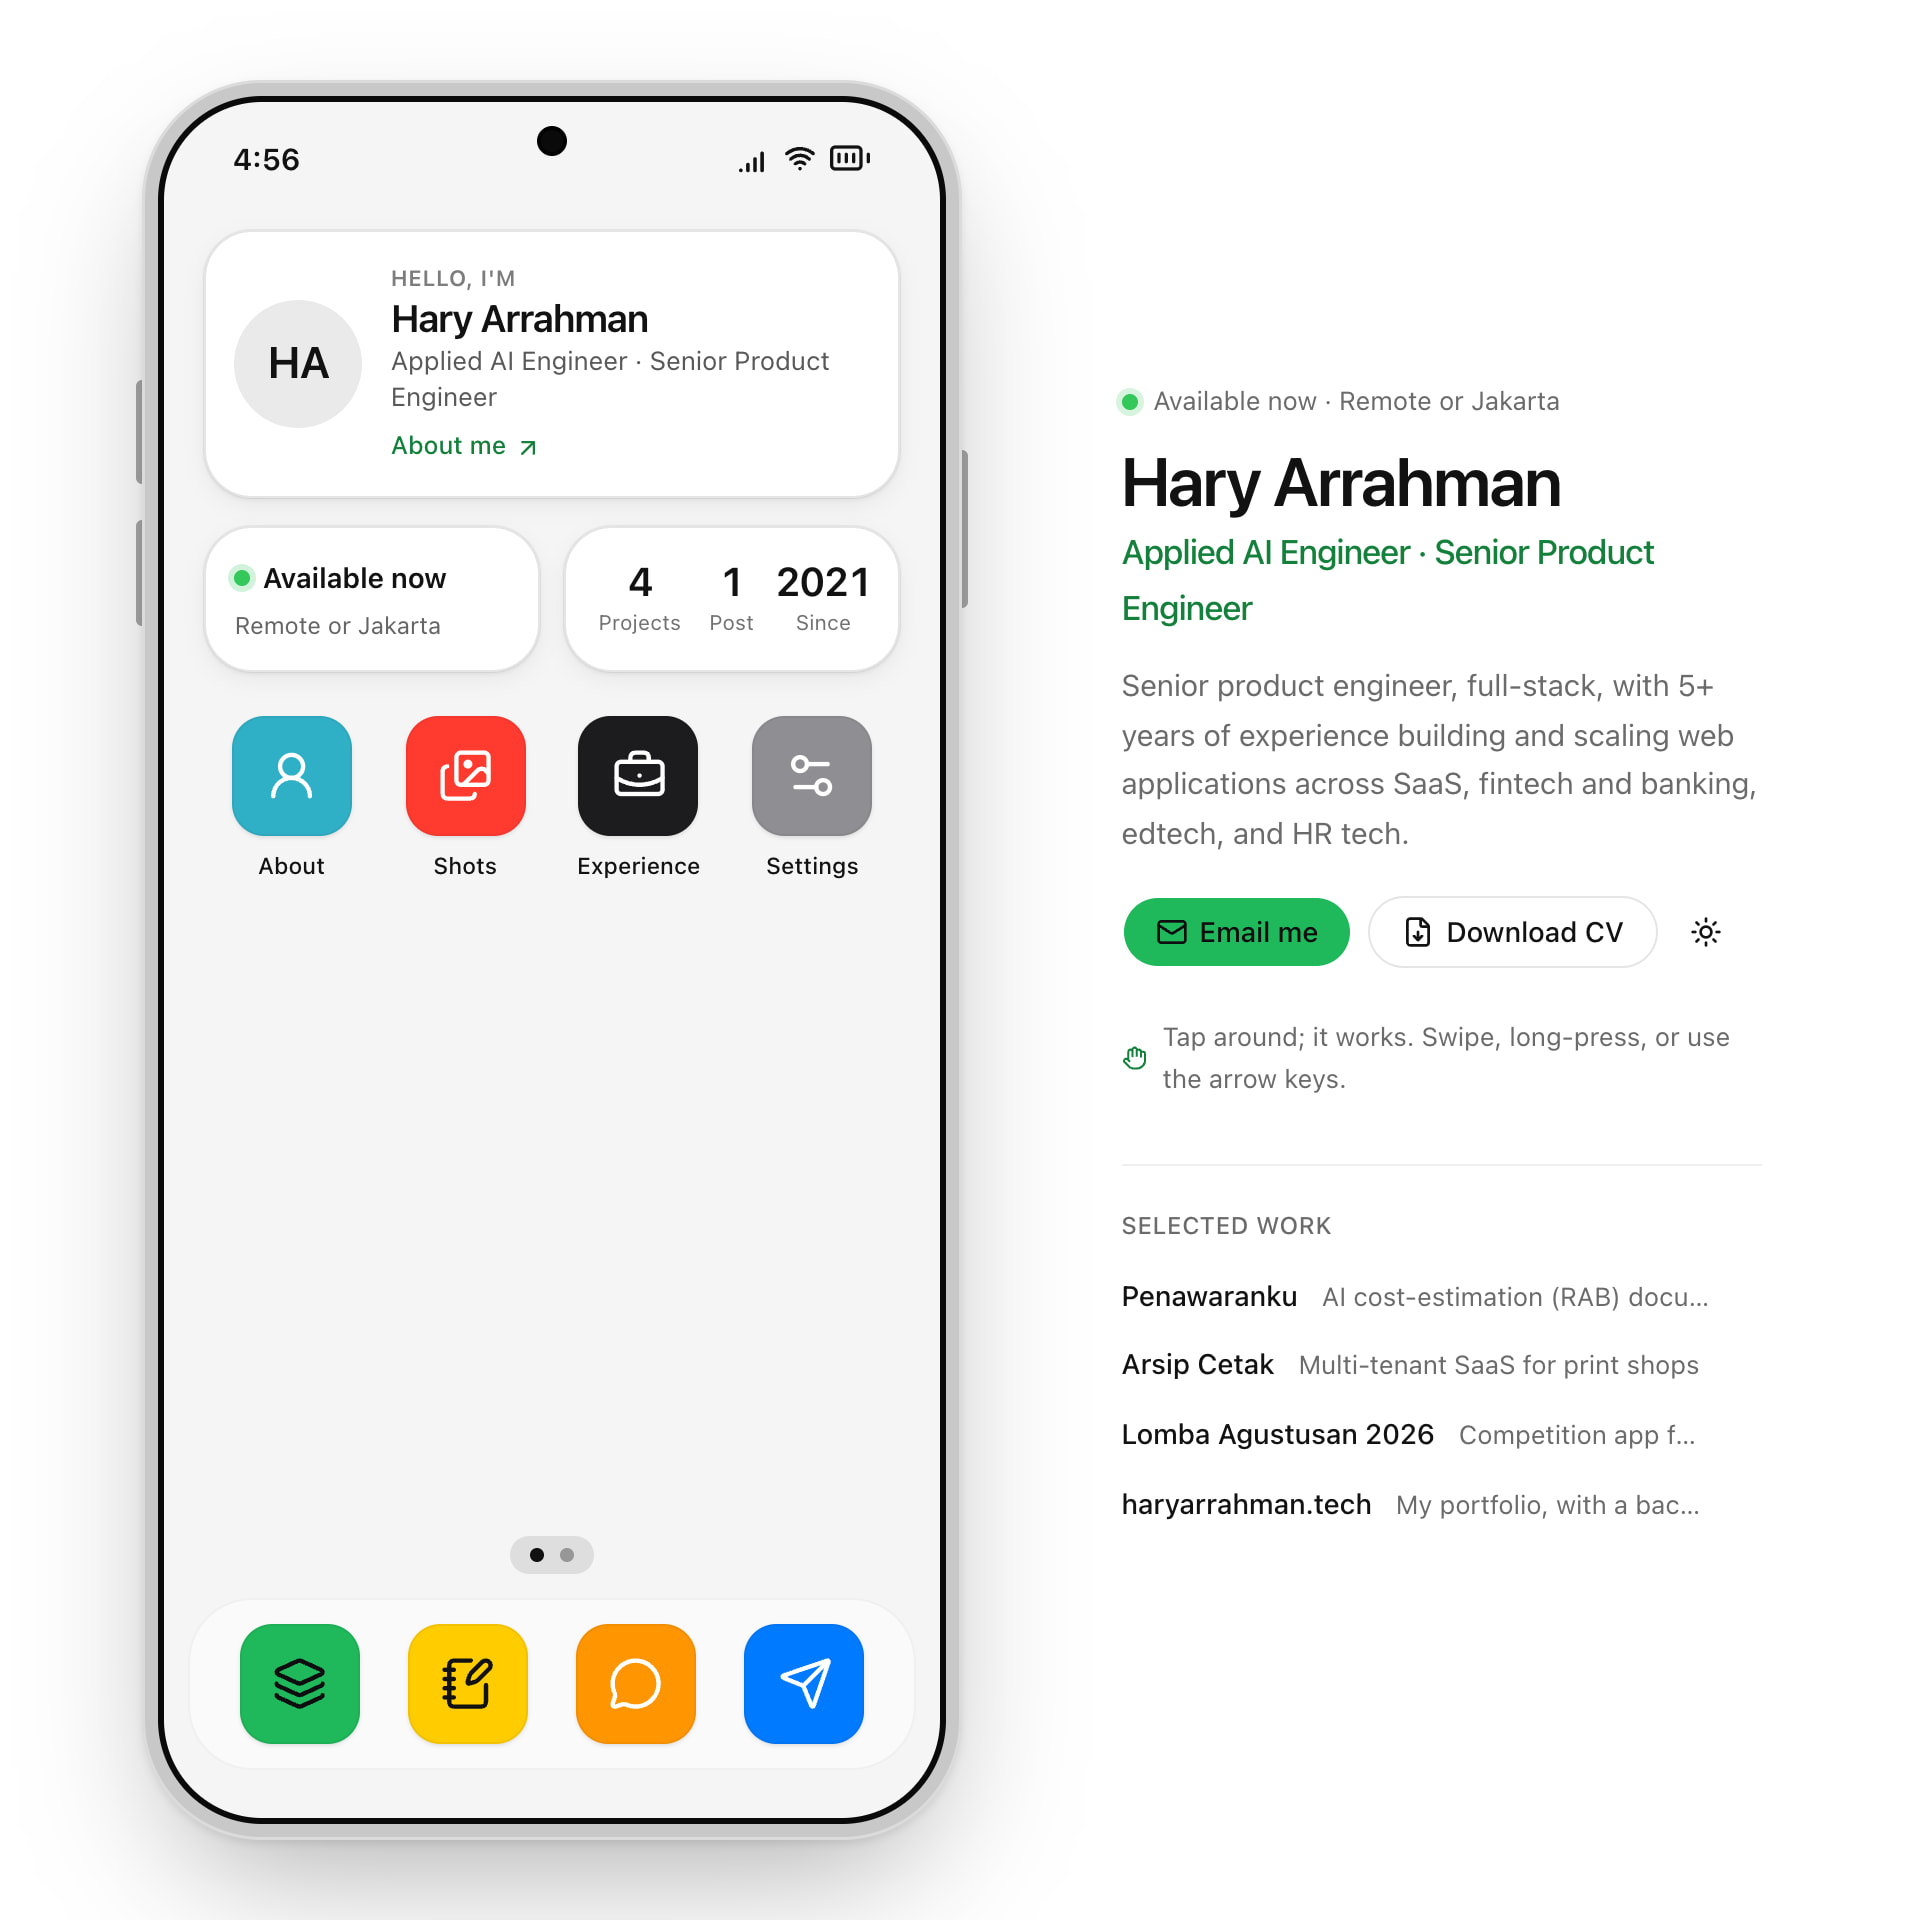 4:56
HELLO, I'M
HA
Hary Arrahman
Applied AI Engineer · Senior Product
Engineer
About me
Available now
Remote or Jakarta
4 1 2021
Projects Post Since
About Shots Experience Settings
Available now · Remote or Jakarta
Hary Arrahman
Applied AI Engineer · Senior Product
Engineer
Senior product engineer, full-stack, with 5+
years of experience building and scaling web
applications across SaaS, fintech and banking,
edtech, and HR tech.
Email me Download CV
Tap around; it works. Swipe, long-press, or use
the arrow keys.
SELECTED WORK
Penawaranku AI cost-estimation (RAB) docu...
Arsip Cetak Multi-tenant SaaS for print shops
Lomba Agustusan 2026 Competition app f...
haryarrahman.tech My portfolio, with a bac...